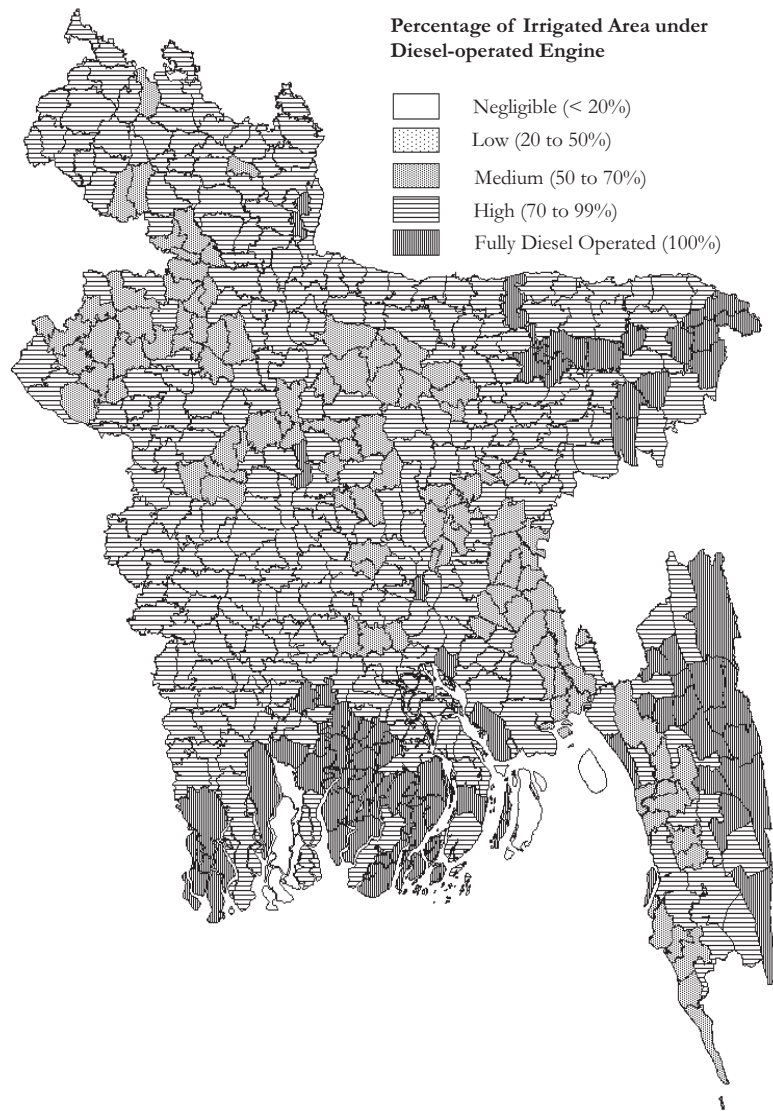 Percentage of Irrigated Area under
Diesel-operated Engine
Negligible (< 20%)
Low (20 to 50%)
Medium (50 to 70%)
High (70 to 99%)
Fully Diesel Operated (100%)